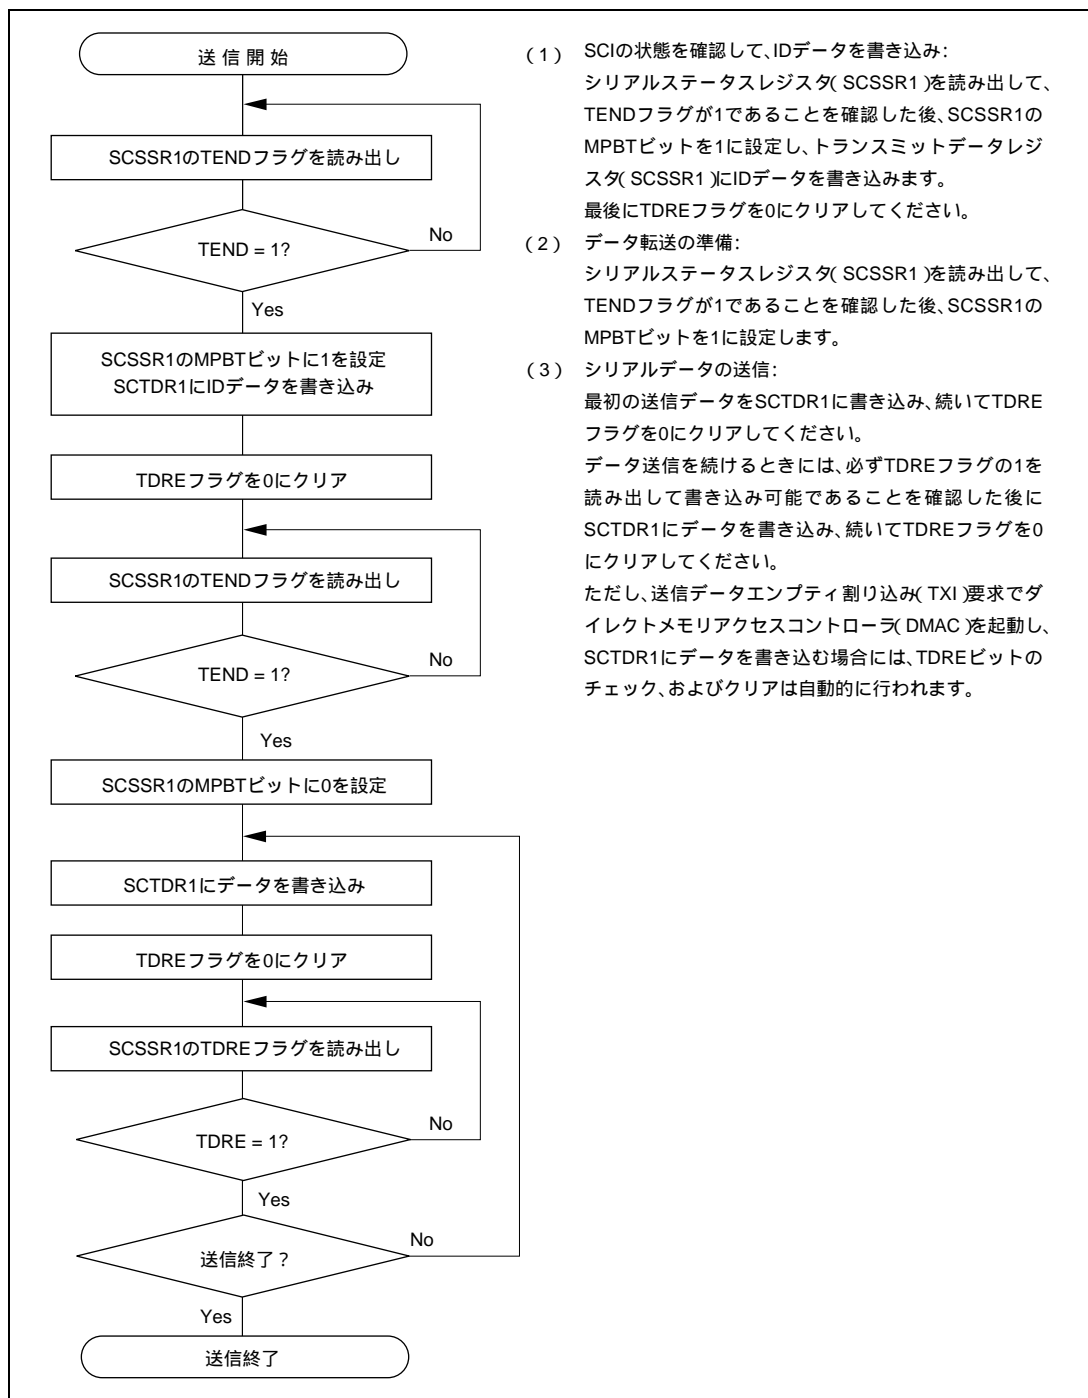 送信開始
SCSSR1のTENDフラグを読み出し
TEND = 1?
No
Yes
SCSSR1のMPBTビットに1を設定
SCTDR1にIDデータを書き込み
TDREフラグを0にクリア
SCSSR1のTENDフラグを読み出し
TEND = 1?
No
Yes
SCSSR1のMPBTビットに0を設定
SCTDR1にデータを書き込み
TDREフラグを0にクリア
SCSSR1のTDREフラグを読み出し
TDRE = 1?
No
Yes
送信終了？
No
Yes
送信終了
(1) SCIの状態を確認して、IDデータを書き込み:
シリアルステータスレジスタ(SCSSR1)を読み出して、
TENDフラグが1であることを確認した後、SCSSR1の
MPBTビットを1に設定し、トランスミットデータレジ
スタ(SCSSR1)にIDデータを書き込みます。
最後にTDREフラグを0にクリアしてください。
(2) データ転送の準備:
シリアルステータスレジスタ(SCSSR1)を読み出して、
TENDフラグが1であることを確認した後、SCSSR1の
MPBTビットを1に設定します。
(3) シリアルデータの送信:
最初の送信データをSCTDR1に書き込み、続いてTDRE
フラグを0にクリアしてください。
データ送信を続けるときには、必ずTDREフラグの1を
読み出して書き込み可能であることを確認した後に
SCTDR1にデータを書き込み、続いてTDREフラグを0
にクリアしてください。
ただし、送信データエンプティ割り込み(TXI)要求でダ
イレクトメモリアクセスコントローラ(DMAC)を起動し、
SCTDR1にデータを書き込む場合には、TDREビットの
チェック、およびクリアは自動的に行われます。